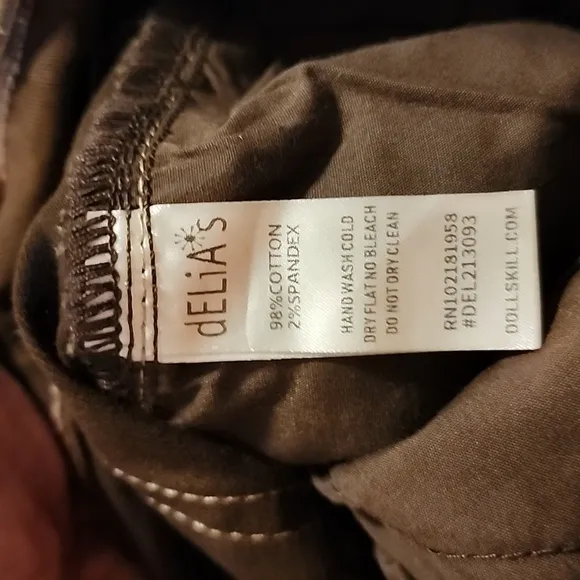 dELiA*s
98%COTTON
2%SPANDEX
HAND WASH COLD
DRY FLAT NO BLEACH
DO NOT DRY CLEAN
RN102181958
#DEL213093
DOLLSKILL.COM